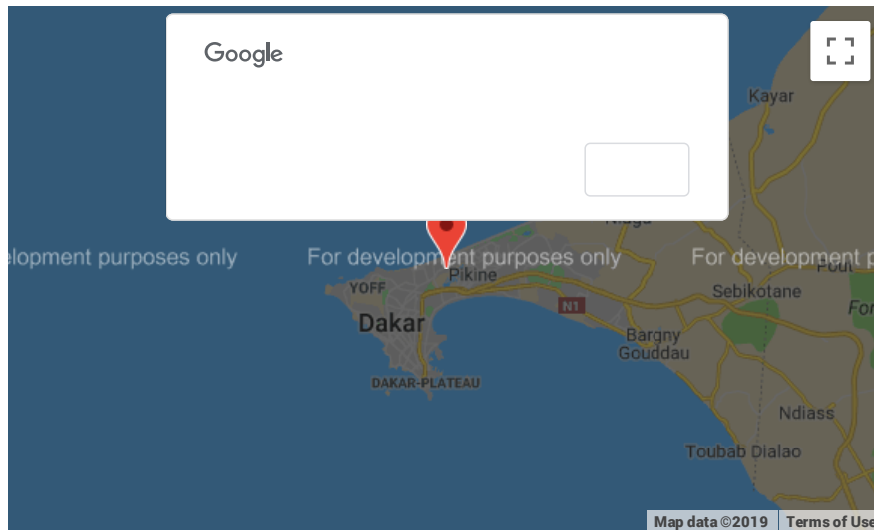 Google
Kayar
elopment purposes only
For development purposes only
For development p
Pout
Pikine
YOFF
Sebikotane
N1
For
Dakar
Bargny
Gouddau
DAKAR-PLATEAU
Ndiass
Toubab Dialao
Map data ©2019
Terms of Use